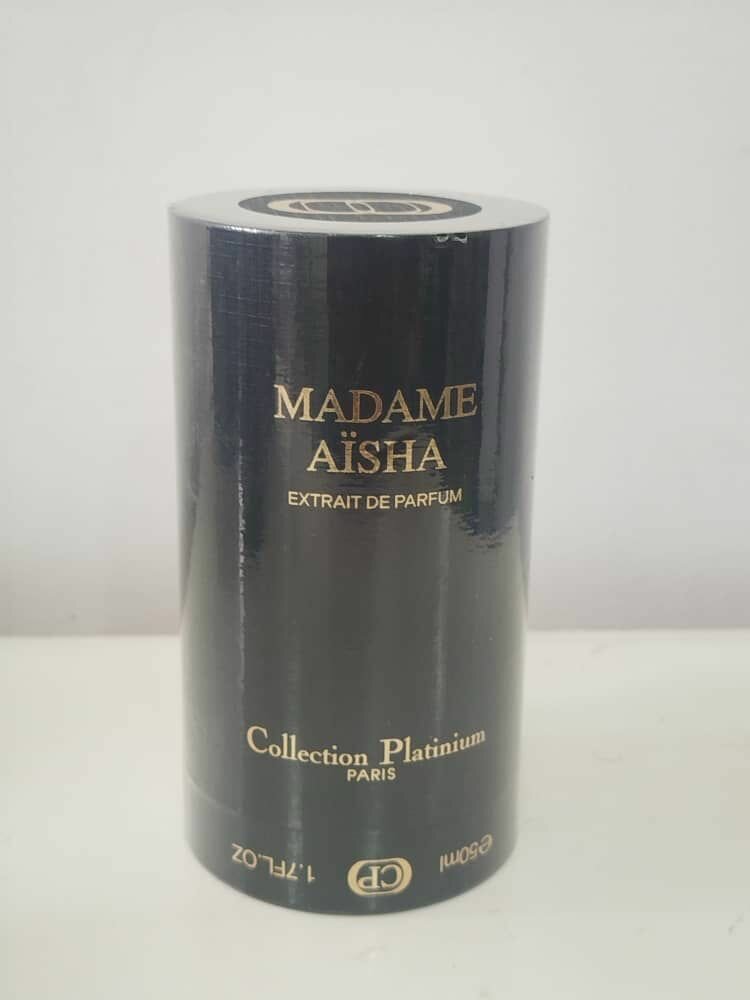 MADAME
AÏSHA
EXTRAIT DE PARFUM
Collection Platinium
PARIS
1.7FL.OZ
CP
℮50ml